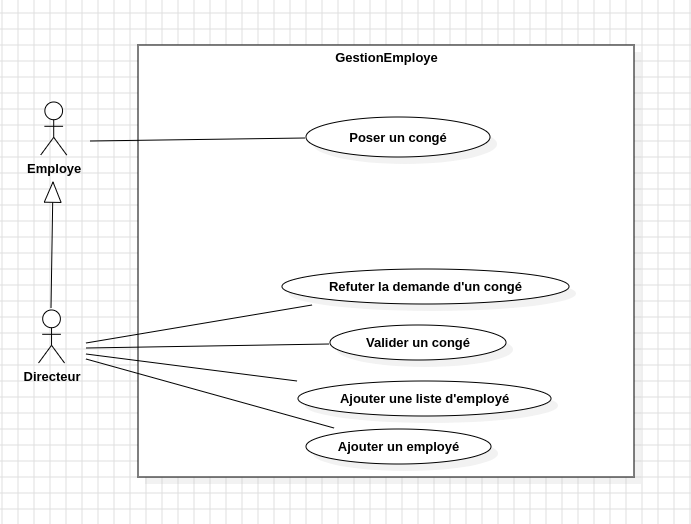 GestionEmploye
Poser un congé
Employe
Refuter la demande d'un congé
Valider un congé
Directeur
Ajouter une liste d'employé
Ajouter un employé